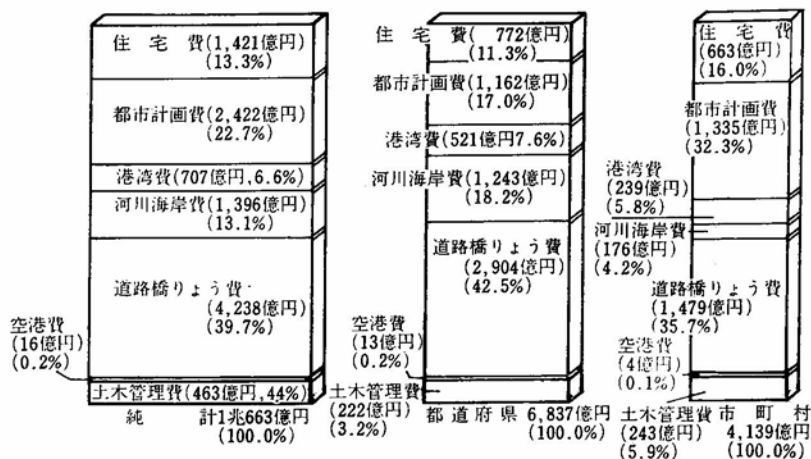 住宅費(1,421億円)
(13.3%)
都市計画費(2,422億円)
(22.7%)
港湾費(707億円,6.6%)
河川海岸費(1,396億円)
(13.1%)
道路橋りょう費
(4,238億円)
(39.7%)
空港費
(16億円)
(0.2%)
土木管理費(463億円,44%)
純計1兆663億円
(100.0%)
住宅費(772億円)
(11.3%)
都市計画費(1,162億円)
(17.0%)
港湾費(521億円7.6%)
河川海岸費(1,243億円)
(18.2%)
道路橋りょう費
(2,904億円)
(42.5%)
空港費
(13億円)
(0.2%)
土木管理費
(222億円)
(3.2%)
都道府県 6,837億円
(100.0%)
住宅費
(663億円)
(16.0%)
都市計画費
(1,335億円)
(32.3%)
港湾費
(239億円)
(5.8%)
河川海岸費
(176億円)
(4.2%)
道路橋りょう費
(1,479億円)
(35.7%)
空港費
(4億円)
(0.1%)
土木管理費
(243億円)
(5.9%)
市町村
4,139億円
(100.0%)